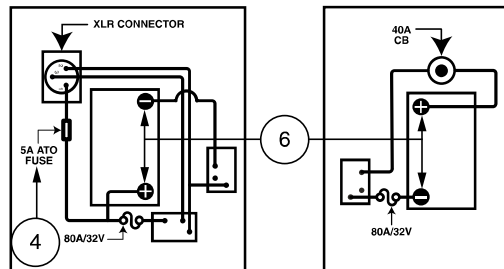 XLR CONNECTOR
5A ATO
FUSE
4
80A/32V
6
40A
CB
80A/32V